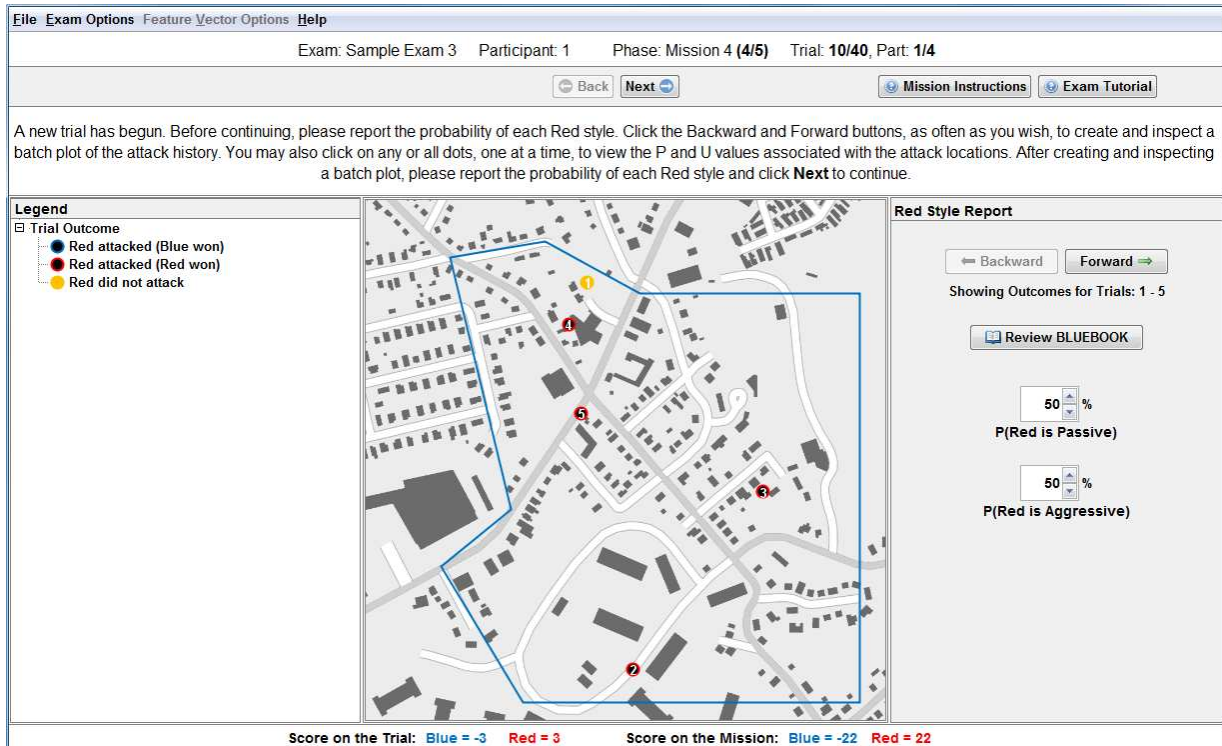 File Exam Options Feature Vector Options Help
Exam: Sample Exam 3 Participant: 1 Phase: Mission 4 (4/5) Trial: 10/40, Part: 1/4
Back Next Mission Instructions Exam Tutorial
A new trial has begun. Before continuing, please report the probability of each Red style. Click the Backward and Forward buttons, as often as you wish, to create and inspect a
batch plot of the attack history. You may also click on any or all dots, one at a time, to view the P and U values associated with the attack locations. After creating and inspecting
a batch plot, please report the probability of each Red style and click Next to continue.
Legend
Trial Outcome
Red attacked (Blue won)
Red attacked (Red won)
Red did not attack
1
4
5
3
2
Red Style Report
Backward Forward
Showing Outcomes for Trials: 1 - 5
Review BLUEBOOK
50 %
P(Red is Passive)
50 %
P(Red is Aggressive)
Score on the Trial: Blue = -3 Red = 3 Score on the Mission: Blue = -22 Red = 22